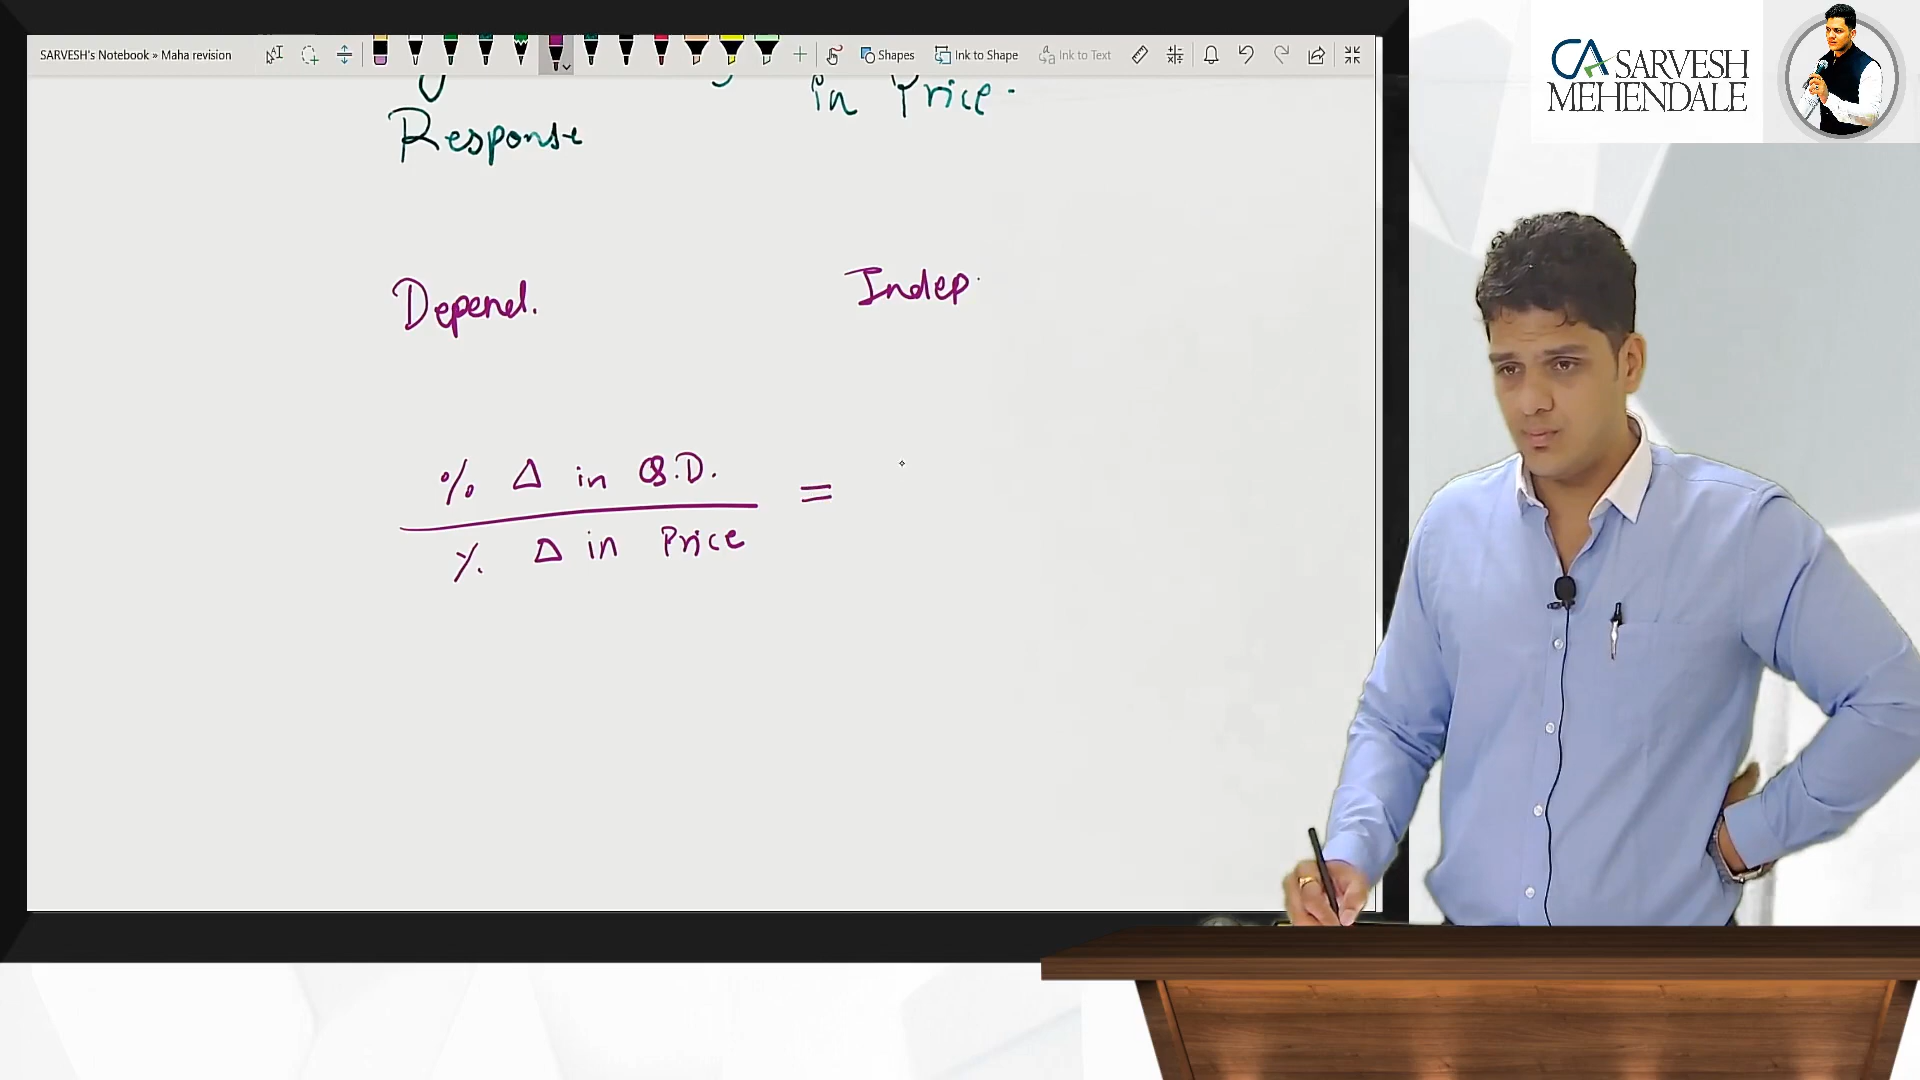 SARVESH's Notebook » Maha revision
Shapes
Ink to Shape
Ink to Text
CA SARVESH
MEHENDALE
in Price.
Response
Depend.
Indep.
% Δ in Q.D.
=
% Δ in Price